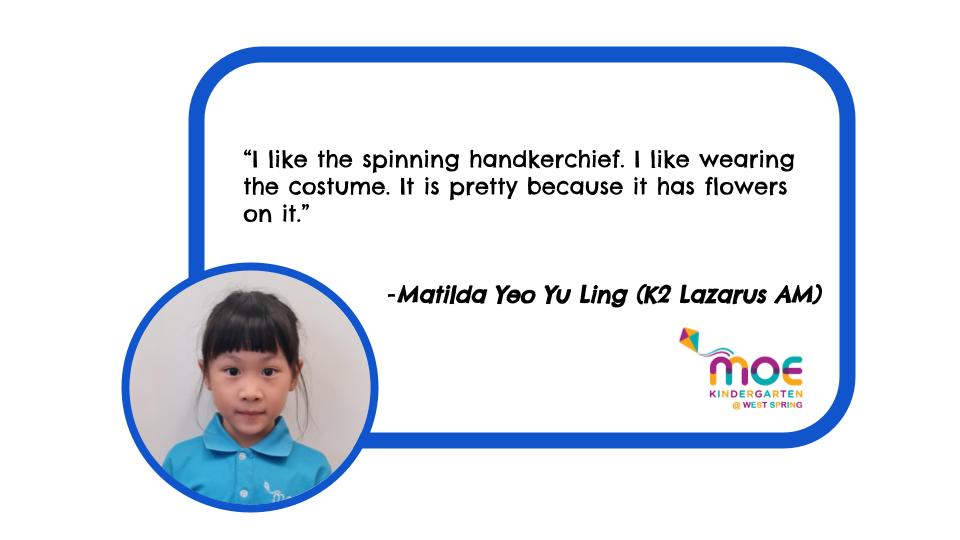 “I like the spinning handkerchief. I like wearing
the costume. It is pretty because it has flowers
on it.”
-Matilda Yeo Yu Ling (K2 Lazarus AM)
moe
KINDERGARTEN
@ WEST SPRING